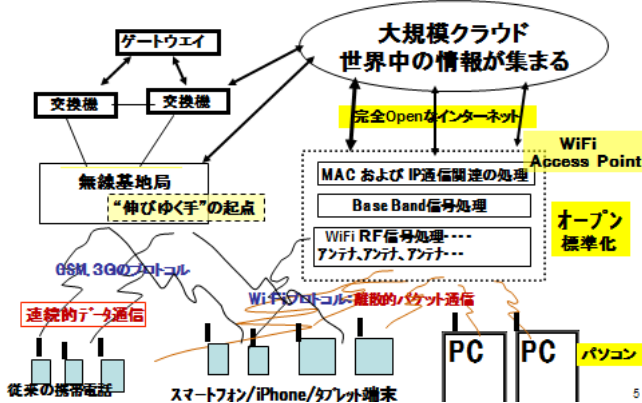 ゲートウエイ
大規模クラウド
世界中の情報が集まる
交換機
交換機
完全Openなインターネット
WiFi
Access Point
無線基地局
“伸びゆく手”の起点
MAC および IP通信関連の処理
Base Band信号処理
WiFi RF信号処理----
アンテナ、アンテナ、アンテナ---
オープン
標準化
GSM, 3Gのプロトコル
WiFiプロトコル:離散的パケット通信
連続的データ通信
PC
PC
パソコン
従来の携帯電話
スマートフォン/iPhone/タブレット端末
5